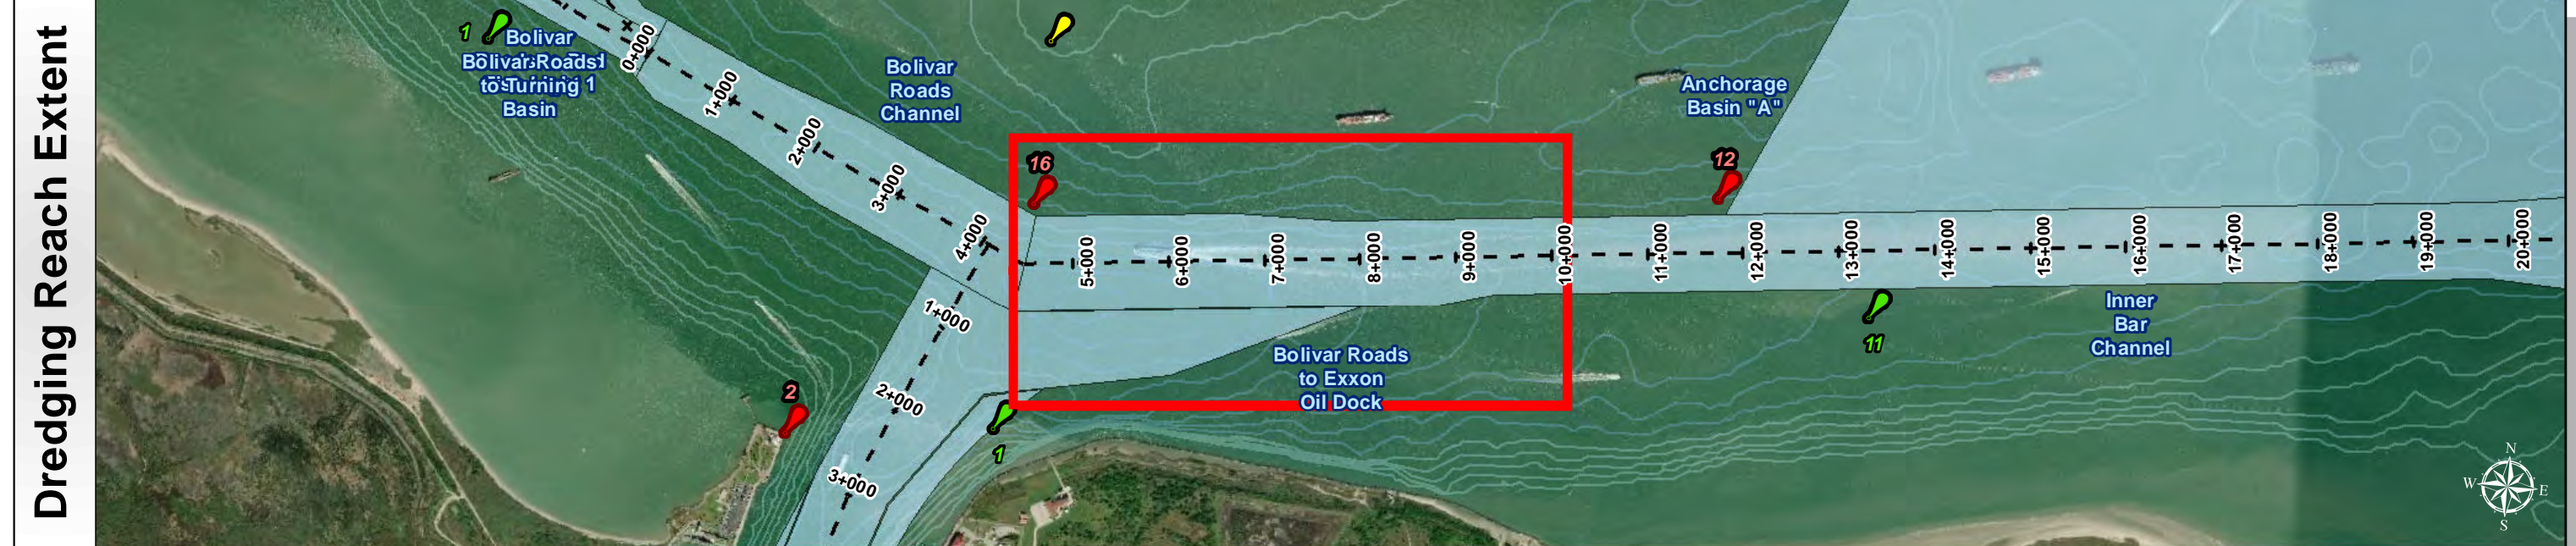 Dredging Reach Extent
1
Bolivar
Bolivar Roads
to Turning 1
Basin
Bolivar
Roads
Channel
Anchorage
Basin "A"
16
12
0+000
1+000
2+000
3+000
4+000
5+000
6+000
7+000
8+000
9+000
10+000
11+000
12+000
13+000
14+000
15+000
16+000
17+000
18+000
19+000
20+000
1+000
2+000
3+000
Inner
Bar
Channel
11
Bolivar Roads
to Exxon
Oil Dock
2
1
N
W
E
S